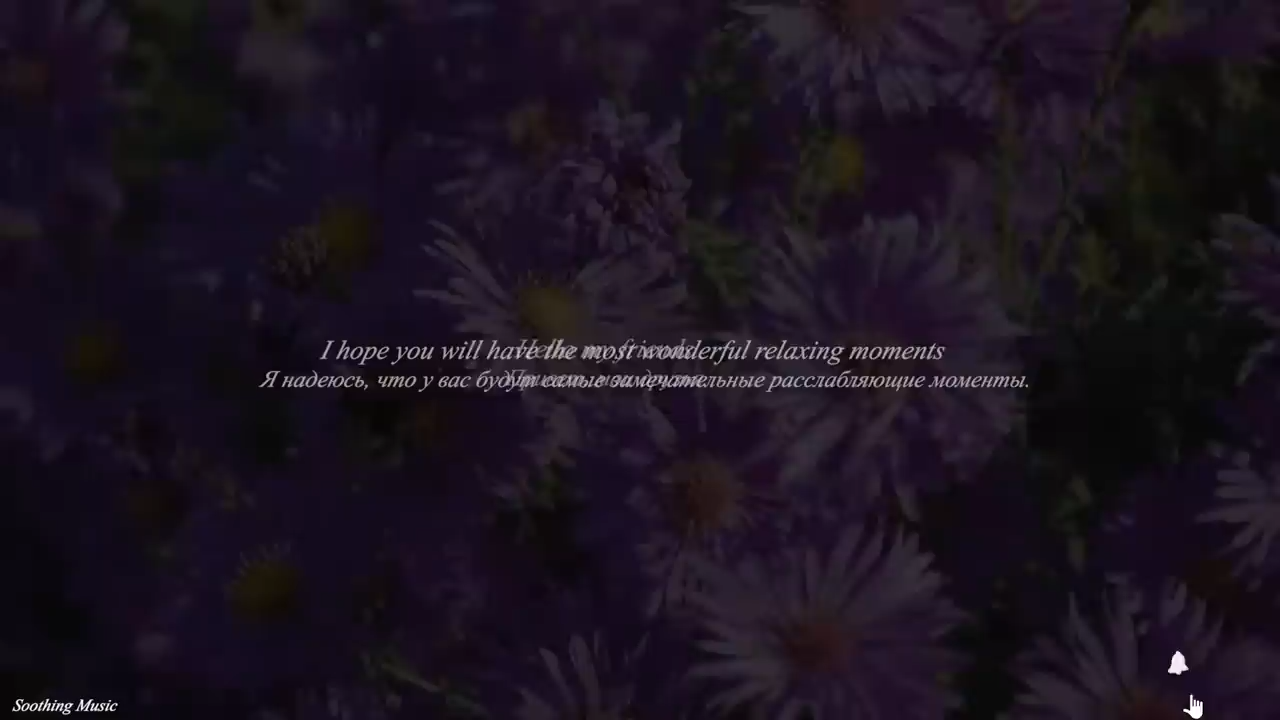 I hope you will have the most wonderful relaxing moments
Я надеюсь, что у вас будут самые замечательные расслабляющие моменты.
Soothing Music